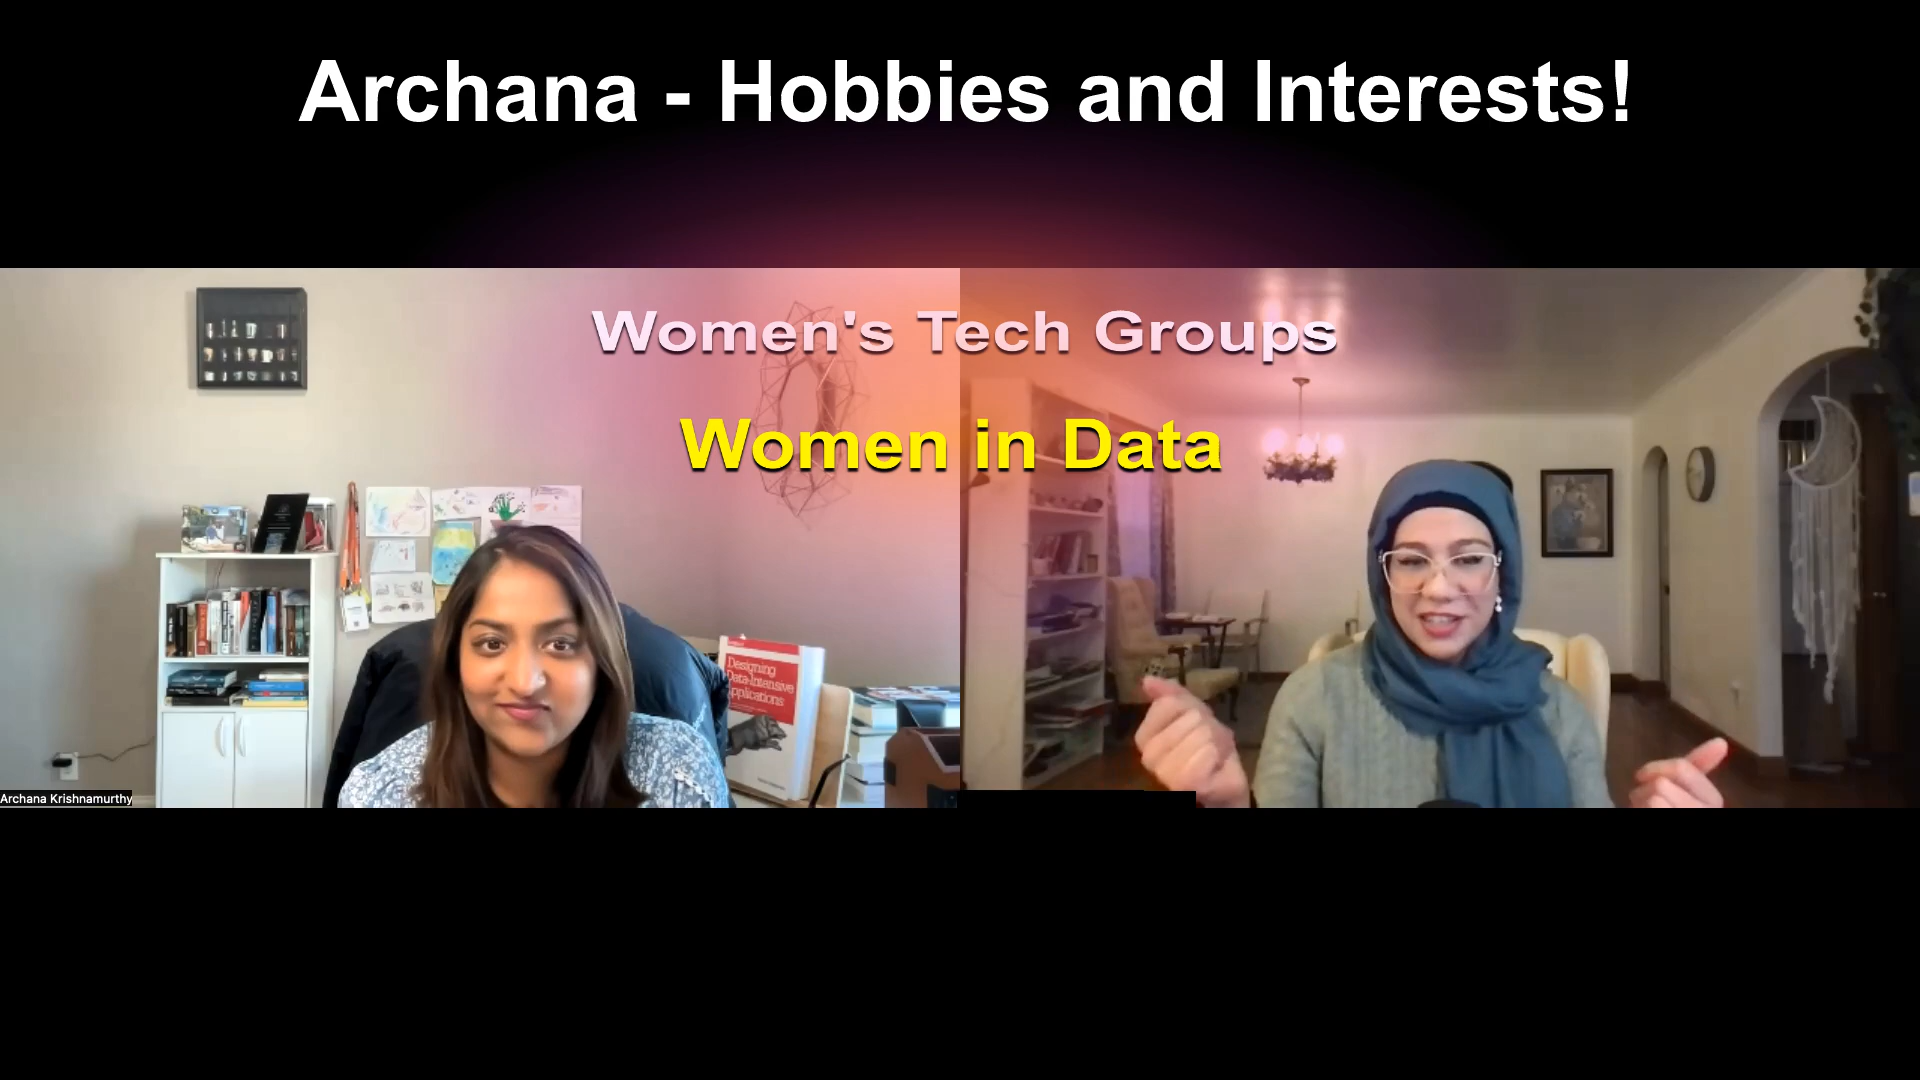 Archana - Hobbies and Interests!
Women's Tech Groups
Women in Data
Designing
Data-Intensive
Applications
Archana Krishnamurthy